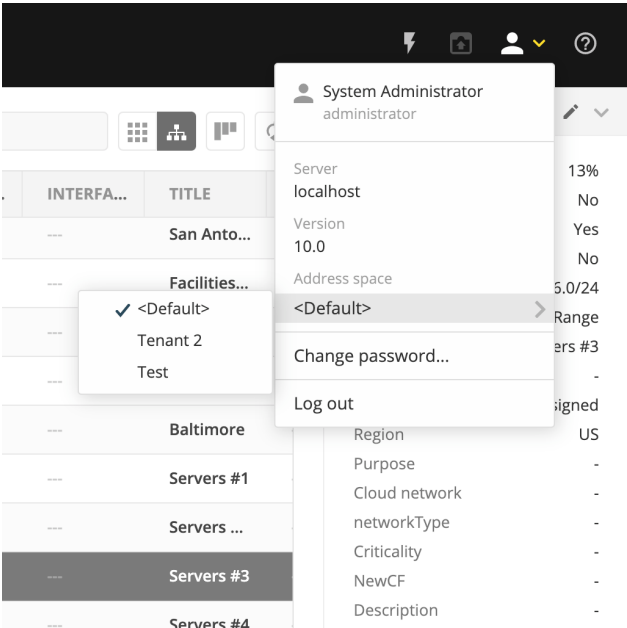 System Administrator
administrator
Server
localhost
Version
10.0
Address space
<Default>
Change password...
Log out
<Default>
Tenant 2
Test
INTERFA...
TITLE
---
San Anto...
---
Facilities...
---
---
---
Baltimore
---
Servers #1
---
Servers ...
---
Servers #3
---
Servers #4
13%
No
Yes
No
6.0/24
Range
ers #3
-
signed
Region
US
Purpose
-
Cloud network
-
networkType
-
Criticality
-
NewCF
-
Description
-